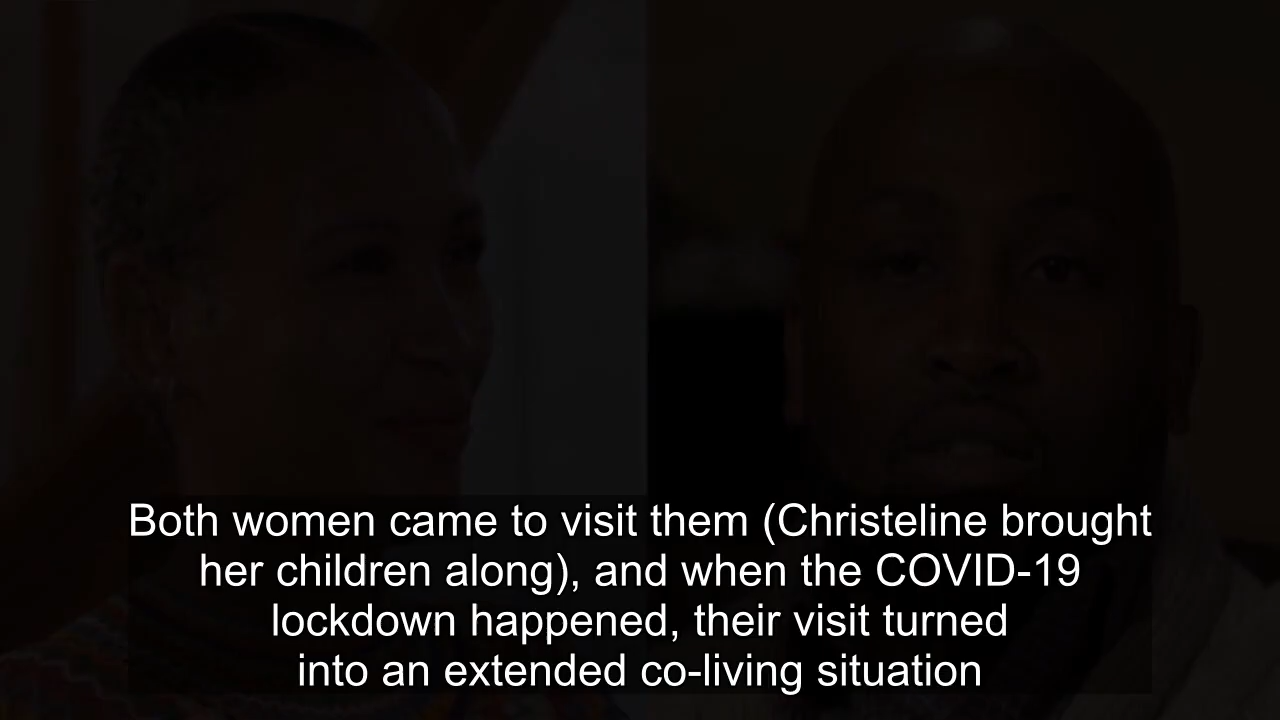 Both women came to visit them (Christeline brought
her children along), and when the COVID-19
lockdown happened, their visit turned
into an extended co-living situation